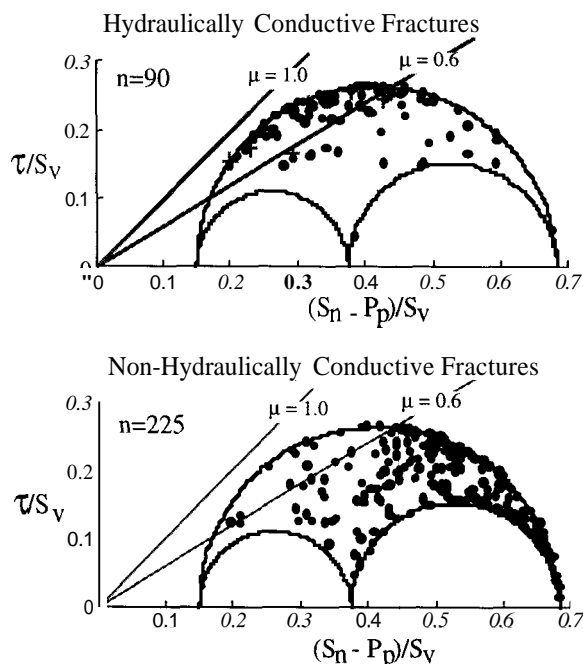 Hydraulically Conductive Fractures
0.3
n=90
μ = 1.0
μ = 0.6
0.2
τ/Sv
0.1
0
"0 0.1 0.2 0.3 0.4 0.5 0.6 0.7
(Sn - Pp)/Sv
Non-Hydraulically Conductive Fractures
0.3
n=225
μ = 1.0
μ = 0.6
0.2
τ/Sv
0.1
0
0 0.1 0.2 0.3 0.4 0.5 0.6 0.7
(Sn - Pp)/Sv